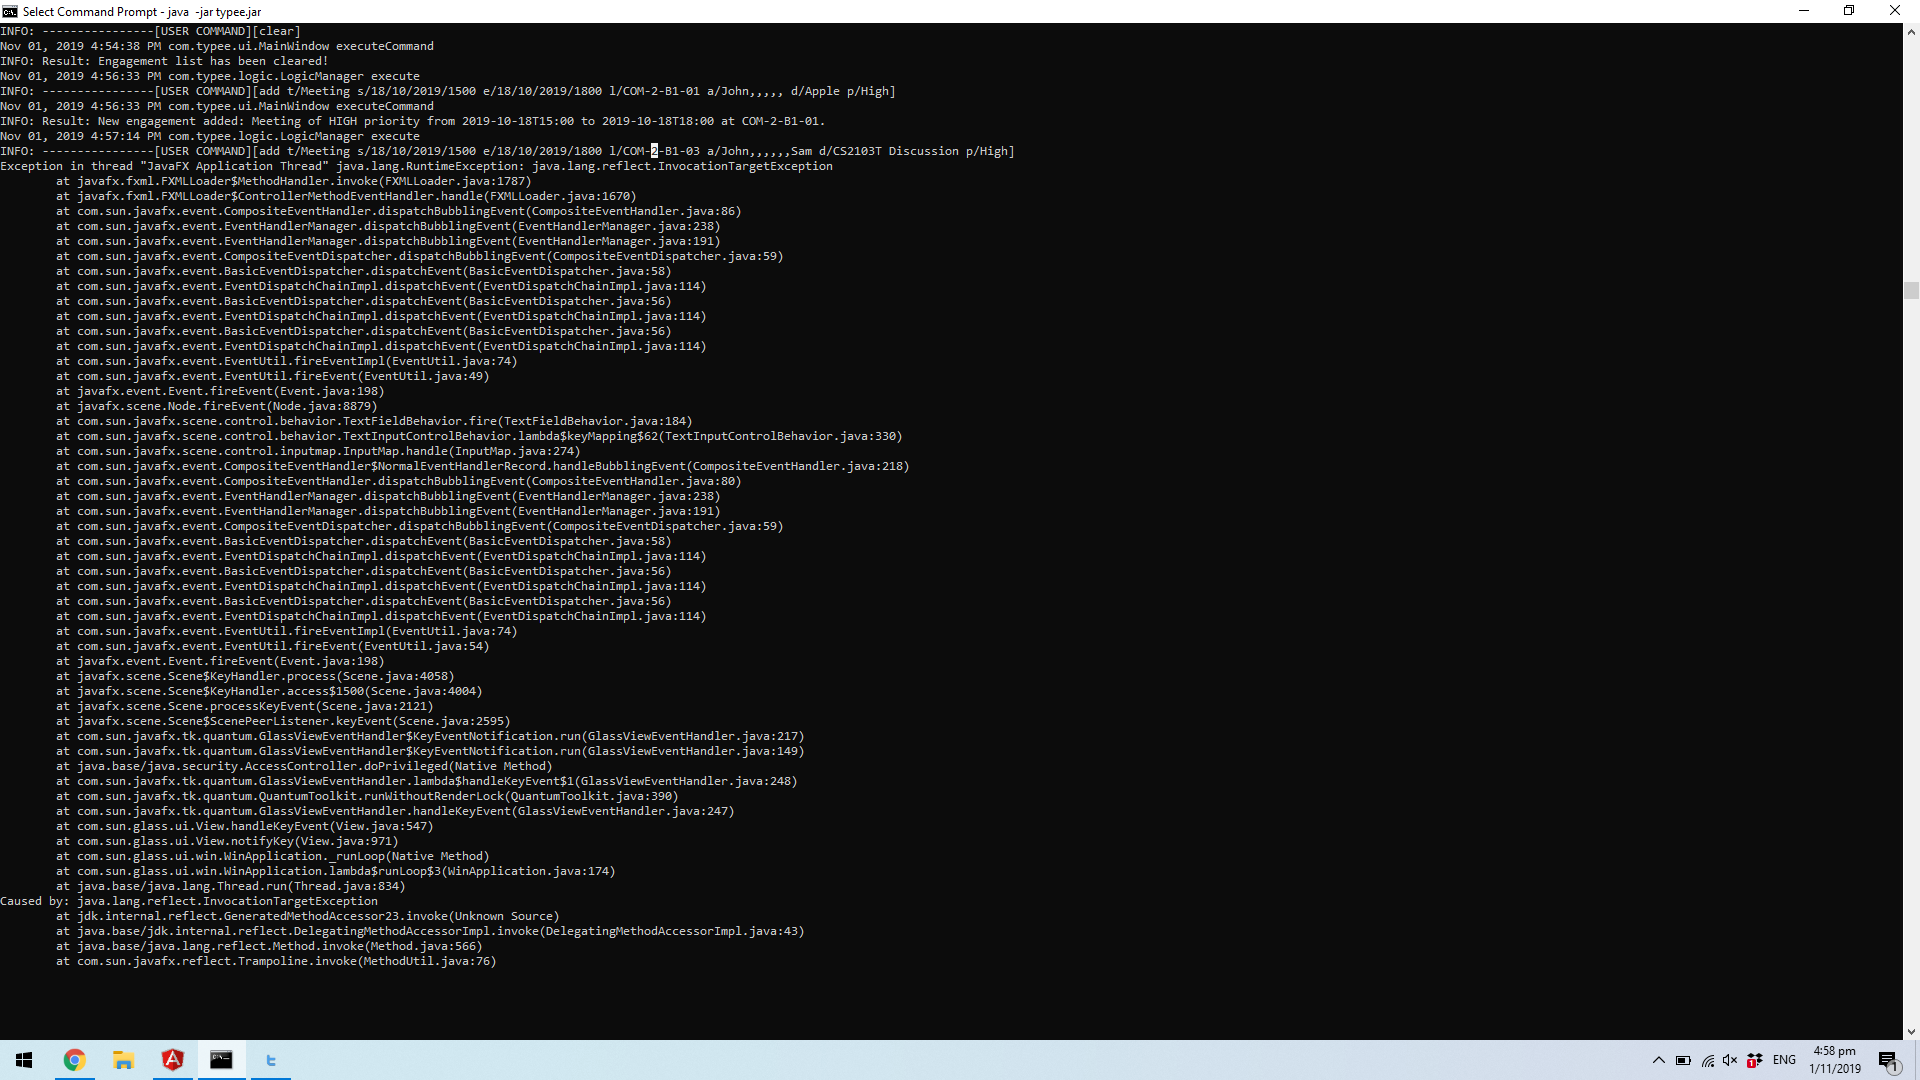 Select Command Prompt - java  -jar typee.jar
INFO: ----------------[USER COMMAND][clear]
Nov 01, 2019 4:54:38 PM com.typee.ui.MainWindow executeCommand
INFO: Result: Engagement list has been cleared!
Nov 01, 2019 4:56:33 PM com.typee.logic.LogicManager execute
INFO: ----------------[USER COMMAND][add t/Meeting s/18/10/2019/1500 e/18/10/2019/1800 l/COM-2-B1-01 a/John,,,,, d/Apple p/High]
Nov 01, 2019 4:56:33 PM com.typee.ui.MainWindow executeCommand
INFO: Result: New engagement added: Meeting of HIGH priority from 2019-10-18T15:00 to 2019-10-18T18:00 at COM-2-B1-01.
Nov 01, 2019 4:57:14 PM com.typee.logic.LogicManager execute
INFO: ----------------[USER COMMAND][add t/Meeting s/18/10/2019/1500 e/18/10/2019/1800 l/COM-2-B1-03 a/John,,,,,,Sam d/CS2103T Discussion p/High]
Exception in thread "JavaFX Application Thread" java.lang.RuntimeException: java.lang.reflect.InvocationTargetException
at javafx.fxml.FXMLLoader$MethodHandler.invoke(FXMLLoader.java:1787)
at javafx.fxml.FXMLLoader$ControllerMethodEventHandler.handle(FXMLLoader.java:1670)
at com.sun.javafx.event.CompositeEventHandler.dispatchBubblingEvent(CompositeEventHandler.java:86)
at com.sun.javafx.event.EventHandlerManager.dispatchBubblingEvent(EventHandlerManager.java:238)
at com.sun.javafx.event.EventHandlerManager.dispatchBubblingEvent(EventHandlerManager.java:191)
at com.sun.javafx.event.CompositeEventDispatcher.dispatchBubblingEvent(CompositeEventDispatcher.java:59)
at com.sun.javafx.event.BasicEventDispatcher.dispatchEvent(BasicEventDispatcher.java:58)
at com.sun.javafx.event.EventDispatchChainImpl.dispatchEvent(EventDispatchChainImpl.java:114)
at com.sun.javafx.event.BasicEventDispatcher.dispatchEvent(BasicEventDispatcher.java:56)
at com.sun.javafx.event.EventDispatchChainImpl.dispatchEvent(EventDispatchChainImpl.java:114)
at com.sun.javafx.event.BasicEventDispatcher.dispatchEvent(BasicEventDispatcher.java:56)
at com.sun.javafx.event.EventDispatchChainImpl.dispatchEvent(EventDispatchChainImpl.java:114)
at com.sun.javafx.event.EventUtil.fireEventImpl(EventUtil.java:74)
at com.sun.javafx.event.EventUtil.fireEvent(EventUtil.java:49)
at javafx.event.Event.fireEvent(Event.java:198)
at javafx.scene.Node.fireEvent(Node.java:8879)
at com.sun.javafx.scene.control.behavior.TextFieldBehavior.fire(TextFieldBehavior.java:184)
at com.sun.javafx.scene.control.behavior.TextInputControlBehavior.lambda$keyMapping$62(TextInputControlBehavior.java:330)
at com.sun.javafx.scene.control.inputmap.InputMap.handle(InputMap.java:274)
at com.sun.javafx.event.CompositeEventHandler$NormalEventHandlerRecord.handleBubblingEvent(CompositeEventHandler.java:218)
at com.sun.javafx.event.CompositeEventHandler.dispatchBubblingEvent(CompositeEventHandler.java:80)
at com.sun.javafx.event.EventHandlerManager.dispatchBubblingEvent(EventHandlerManager.java:238)
at com.sun.javafx.event.EventHandlerManager.dispatchBubblingEvent(EventHandlerManager.java:191)
at com.sun.javafx.event.CompositeEventDispatcher.dispatchBubblingEvent(CompositeEventDispatcher.java:59)
at com.sun.javafx.event.BasicEventDispatcher.dispatchEvent(BasicEventDispatcher.java:58)
at com.sun.javafx.event.EventDispatchChainImpl.dispatchEvent(EventDispatchChainImpl.java:114)
at com.sun.javafx.event.BasicEventDispatcher.dispatchEvent(BasicEventDispatcher.java:56)
at com.sun.javafx.event.EventDispatchChainImpl.dispatchEvent(EventDispatchChainImpl.java:114)
at com.sun.javafx.event.BasicEventDispatcher.dispatchEvent(BasicEventDispatcher.java:56)
at com.sun.javafx.event.EventDispatchChainImpl.dispatchEvent(EventDispatchChainImpl.java:114)
at com.sun.javafx.event.EventUtil.fireEventImpl(EventUtil.java:74)
at com.sun.javafx.event.EventUtil.fireEvent(EventUtil.java:54)
at javafx.event.Event.fireEvent(Event.java:198)
at javafx.scene.Scene$KeyHandler.process(Scene.java:4058)
at javafx.scene.Scene$KeyHandler.access$1500(Scene.java:4004)
at javafx.scene.Scene.processKeyEvent(Scene.java:2121)
at javafx.scene.Scene$ScenePeerListener.keyEvent(Scene.java:2595)
at com.sun.javafx.tk.quantum.GlassViewEventHandler$KeyEventNotification.run(GlassViewEventHandler.java:217)
at com.sun.javafx.tk.quantum.GlassViewEventHandler$KeyEventNotification.run(GlassViewEventHandler.java:149)
at java.base/java.security.AccessController.doPrivileged(Native Method)
at com.sun.javafx.tk.quantum.GlassViewEventHandler.lambda$handleKeyEvent$1(GlassViewEventHandler.java:248)
at com.sun.javafx.tk.quantum.QuantumToolkit.runWithoutRenderLock(QuantumToolkit.java:390)
at com.sun.javafx.tk.quantum.GlassViewEventHandler.handleKeyEvent(GlassViewEventHandler.java:247)
at com.sun.glass.ui.View.handleKeyEvent(View.java:547)
at com.sun.glass.ui.View.notifyKey(View.java:971)
at com.sun.glass.ui.win.WinApplication._runLoop(Native Method)
at com.sun.glass.ui.win.WinApplication.lambda$runLoop$3(WinApplication.java:174)
at java.base/java.lang.Thread.run(Thread.java:834)
Caused by: java.lang.reflect.InvocationTargetException
at jdk.internal.reflect.GeneratedMethodAccessor23.invoke(Unknown Source)
at java.base/jdk.internal.reflect.DelegatingMethodAccessorImpl.invoke(DelegatingMethodAccessorImpl.java:43)
at java.base/java.lang.reflect.Method.invoke(Method.java:566)
at com.sun.javafx.reflect.Trampoline.invoke(MethodUtil.java:76)
ENG
4:58 pm
1/11/2019
1